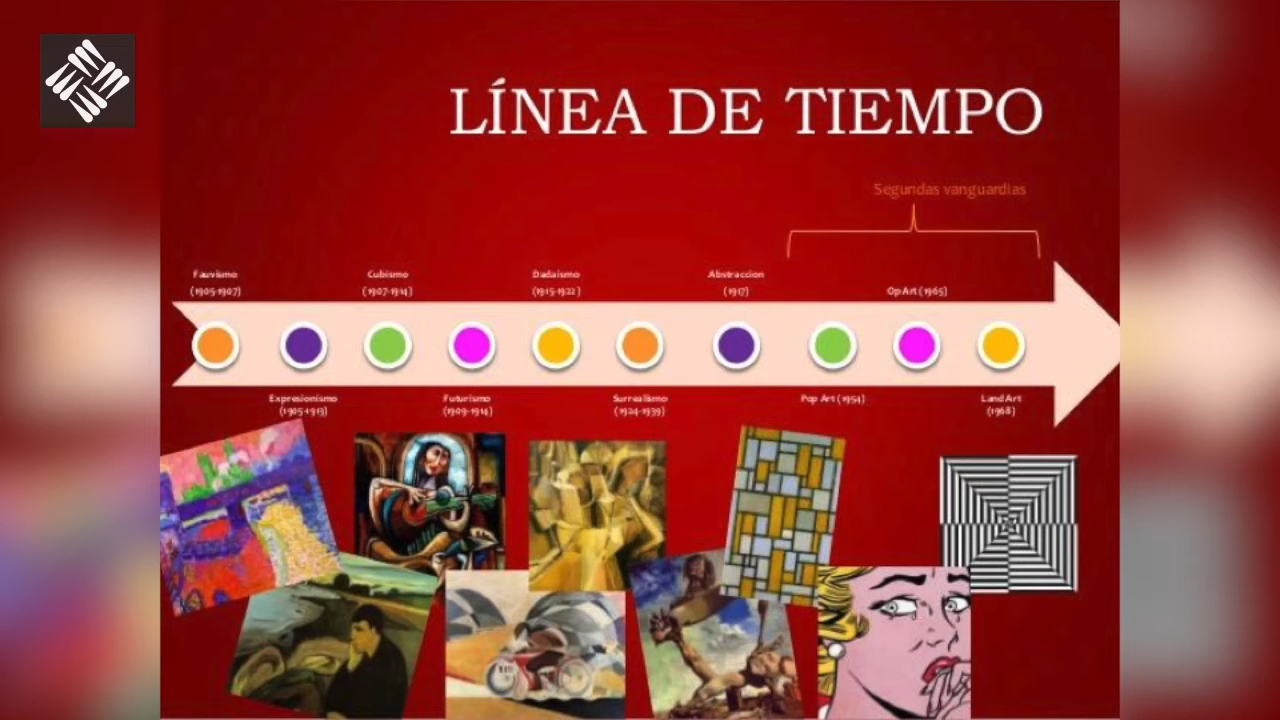 LÍNEA DE TIEMPO
Segundas vanguardias
Fauvismo
(1905-1907)
Cubismo
(1907-1914)
Dadaísmo
(1915-1922)
Abstraccion
(1917)
Op Art (1965)
Expresionismo
(1905-1913)
Futurismo
(1909-1914)
Surrealismo
(1924-1939)
Pop Art (1954)
Land Art
(1968)